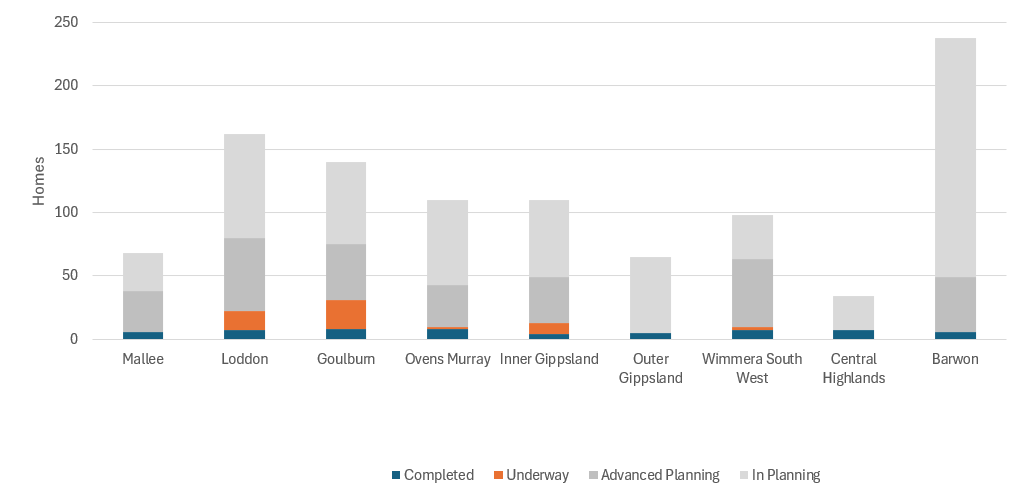 250
200
150
100
50
0
Homes
Mallee
Loddon
Goulburn
Ovens Murray
Inner Gippsland
Outer
Gippsland
Wimmera South
West
Central
Highlands
Barwon
Completed
Underway
Advanced Planning
In Planning